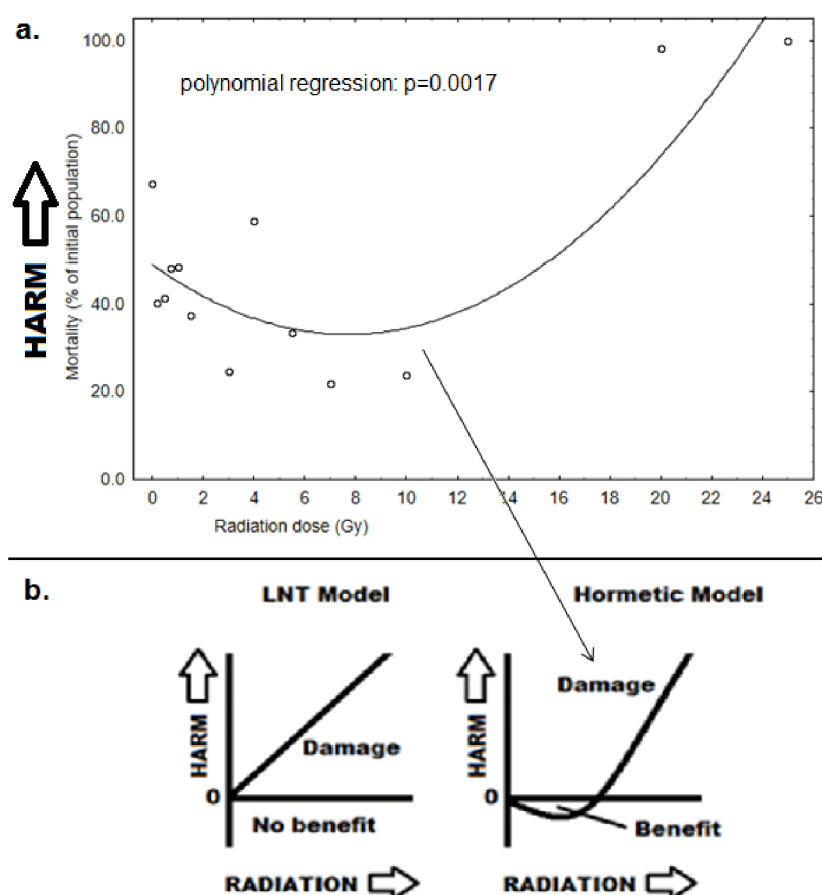 a.
polynomial regression: p=0.0017
HARM
Mortality (% of initial population)
100.0
80.0
60.0
40.0
20.0
0.0
0 2 4 6 8 10 12 14 16 18 20 22 24 26
Radiation dose (Gy)
b.
LNT Model
HARM
Damage
0
No benefit
RADIATION
Hormetic Model
HARM
Damage
0
Benefit
RADIATION